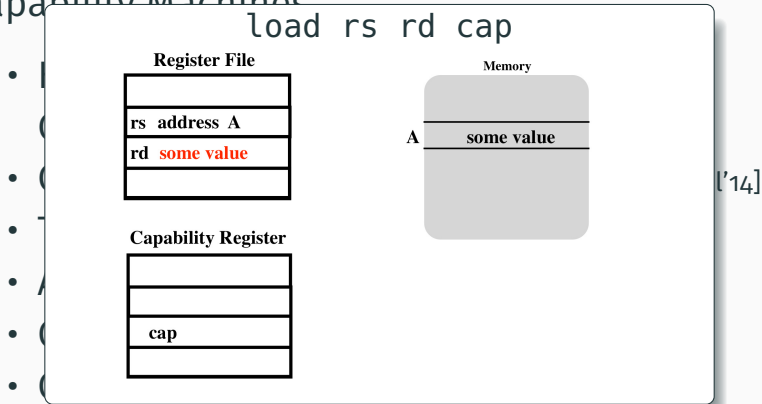 load rs rd cap
Register File
Memory
rs address A
rd some value
A some value
l'14]
Capability Register
cap